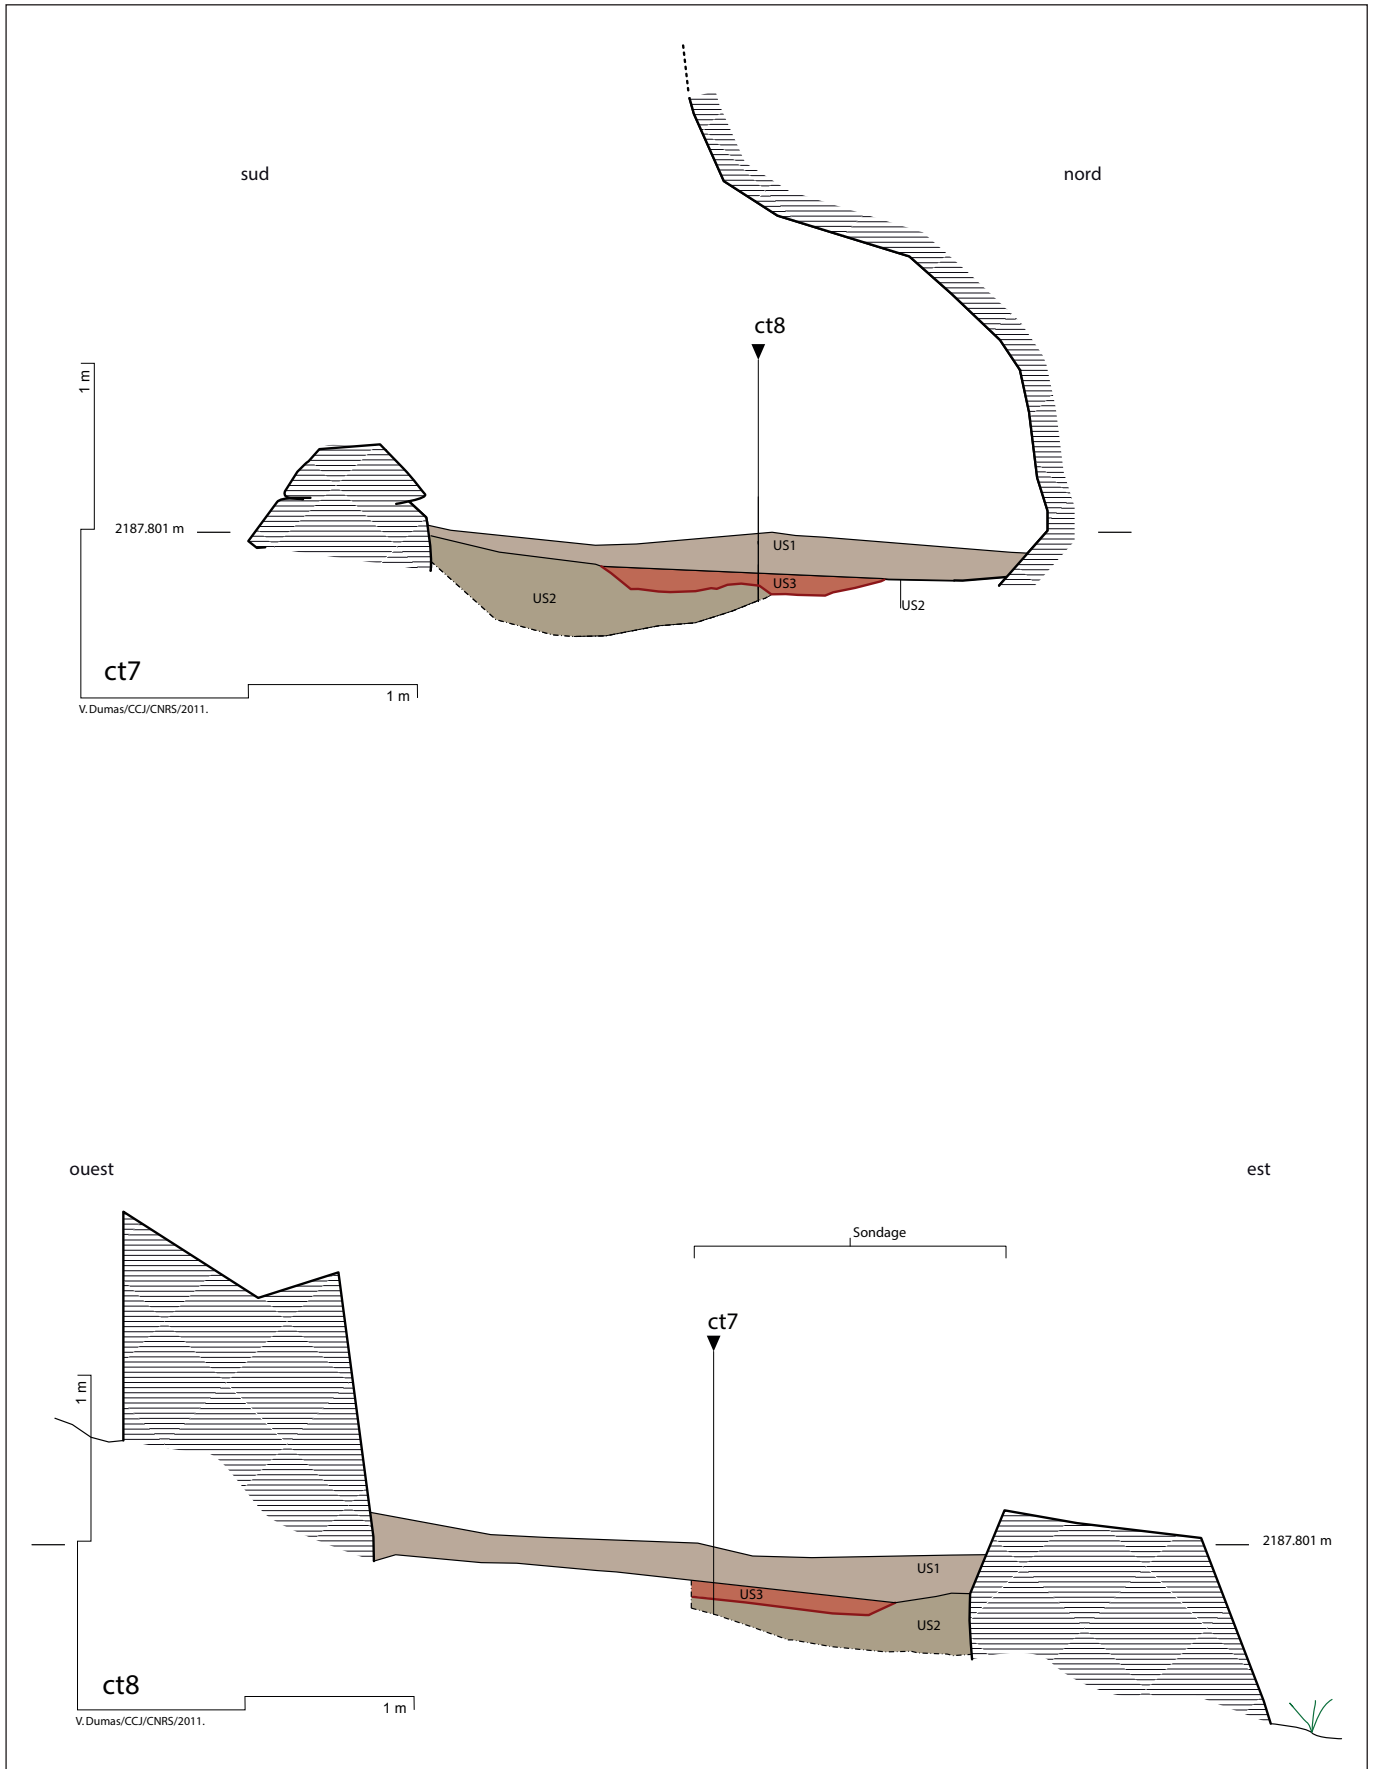 sud
nord
ct8
1 m
2187.801 m
US1
US3
US2
US2
ct7
1 m
V. Dumas/CCJ/CNRS/2011.
ouest
est
Sondage
ct7
1 m
2187.801 m
US1
US3
US2
ct8
1 m
V. Dumas/CCJ/CNRS/2011.